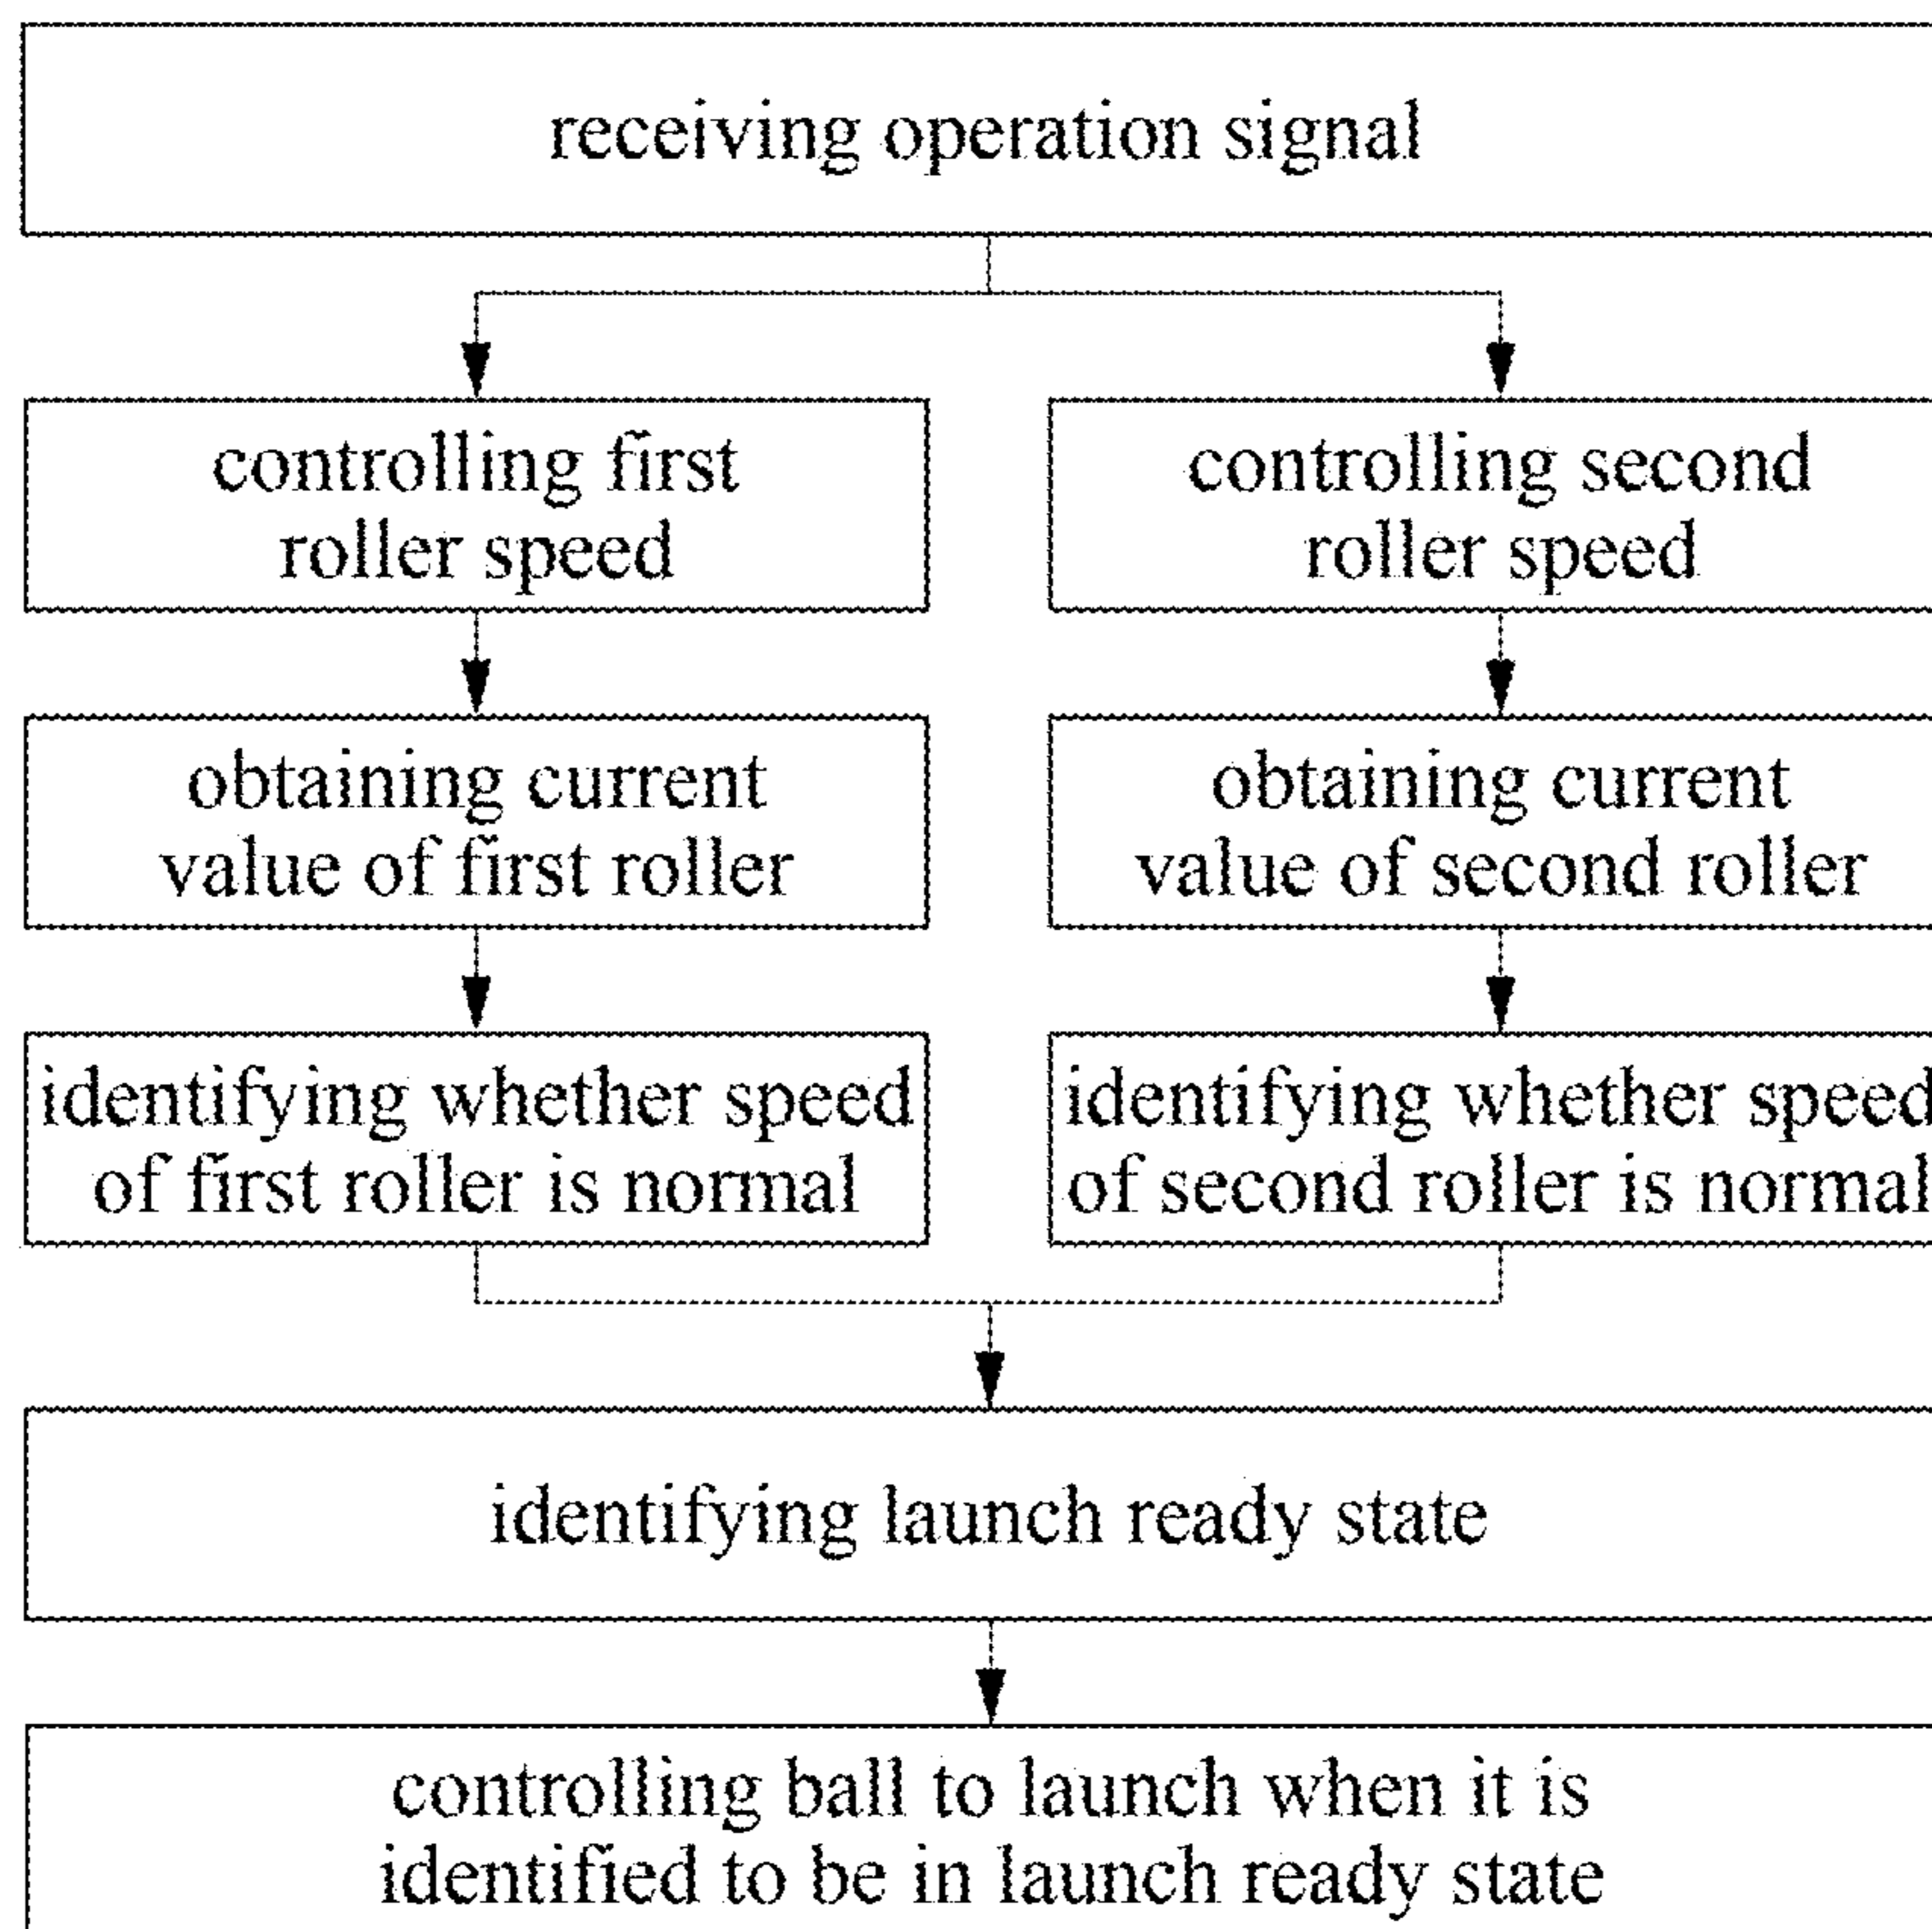 receiving operation signal
controlling first
roller speed
controlling second
roller speed
obtaining current
value of first roller
obtaining current
value of second roller
identifying whether speed
of first roller is normal
identifying whether speed
of second roller is normal
identifying launch ready state
controlling ball to launch when it is
identified to be in launch ready state